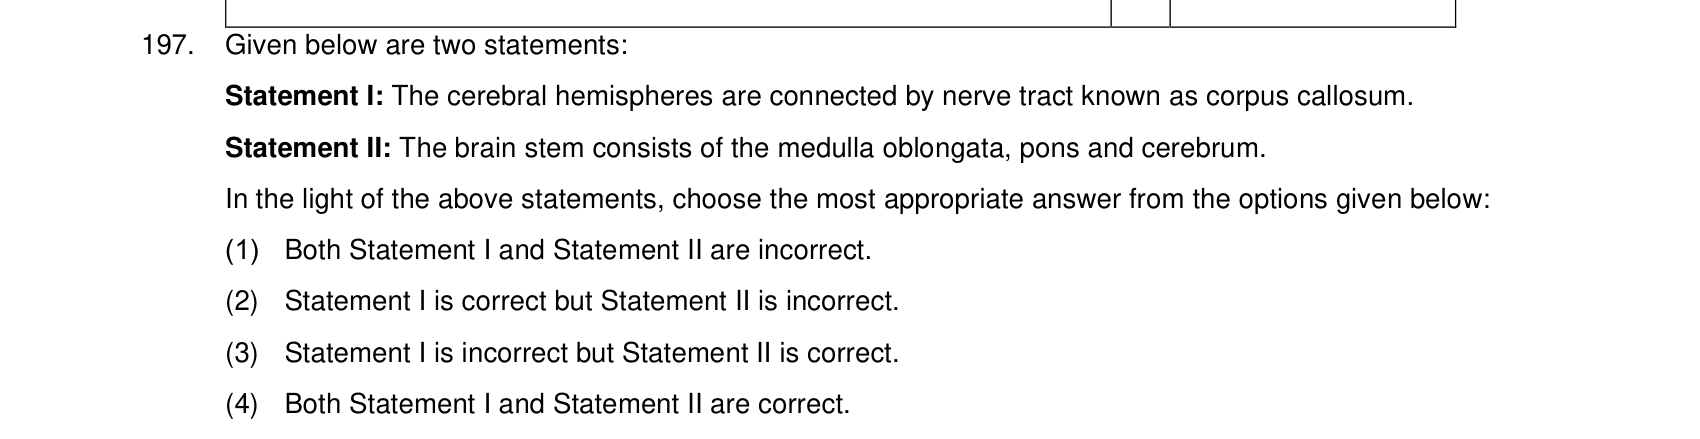 197. Given below are two statements:
Statement I: The cerebral hemispheres are connected by nerve tract known as corpus callosum.
Statement II: The brain stem consists of the medulla oblongata, pons and cerebrum.
In the light of the above statements, choose the most appropriate answer from the options given below:
(1) Both Statement I and Statement II are incorrect.
(2) Statement I is correct but Statement II is incorrect.
(3) Statement I is incorrect but Statement II is correct.
(4) Both Statement I and Statement II are correct.